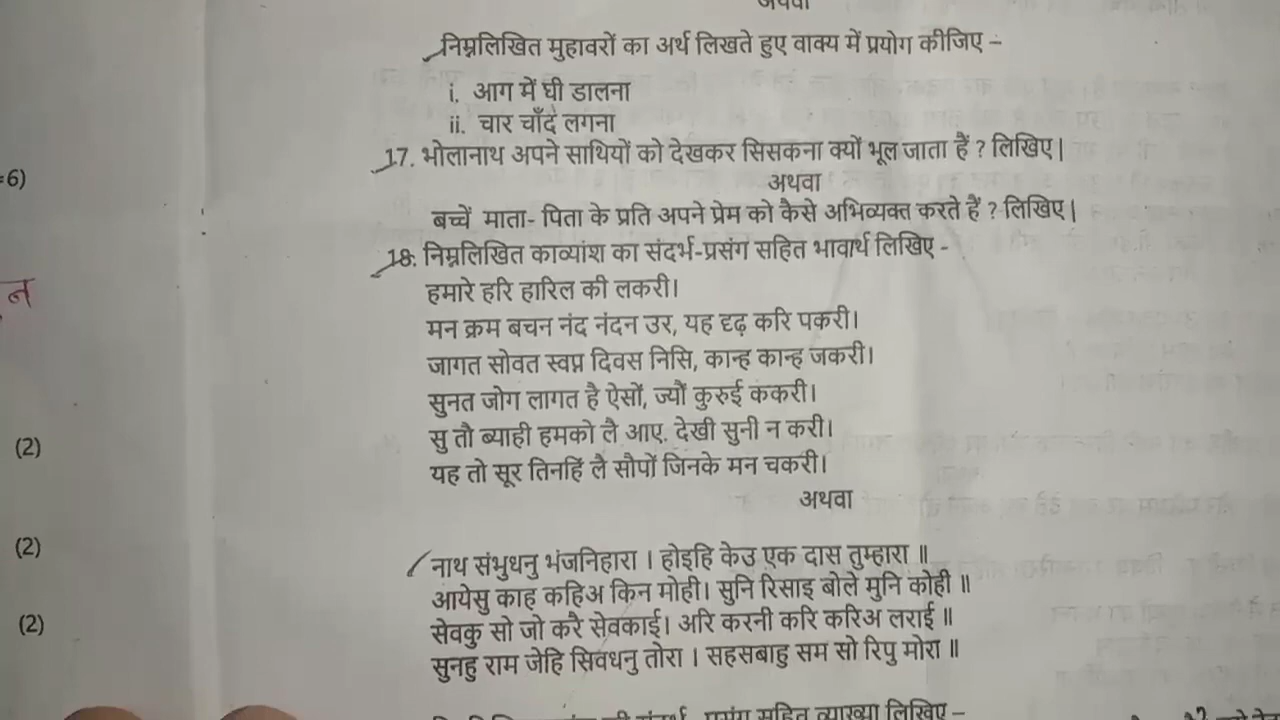 अथवा
निम्नलिखित मुहावरों का अर्थ लिखते हुए वाक्य में प्रयोग कीजिए –
i. आग में घी डालना
ii. चार चाँद लगना
17. भोलानाथ अपने साथियों को देखकर सिसकना क्यों भूल जाता हैं ? लिखिए |
=6)
अथवा
बच्चें माता- पिता के प्रति अपने प्रेम को कैसे अभिव्यक्त करते हैं ? लिखिए |
18. निम्नलिखित काव्यांश का संदर्भ-प्रसंग सहित भावार्थ लिखिए -
हमारे हरि हारिल की लकरी।
न
मन क्रम बचन नंद नंदन उर, यह दृढ़ करि पकरी।
जागत सोवत स्वप्न दिवस निसि, कान्ह कान्ह जकरी।
सुनत जोग लागत है ऐसों, ज्यौं कुरुई ककरी।
सु तौ ब्याही हमको लै आए. देखी सुनी न करी।
(2)
यह तो सूर तिनहिं लै सौपों जिनके मन चकरी।
अथवा
(2)
नाथ संभुधनु भंजनिहारा । होइहि केउ एक दास तुम्हारा ॥
आयेसु काह कहिअ किन मोही। सुनि रिसाइ बोले मुनि कोही ॥
(2)
सेवकु सो जो करै सेवकाई। अरि करनी करि करिअ लराई ॥
सुनहु राम जेहि सिवधनु तोरा । सहसबाहु सम सो रिपु मोरा ॥
सहित व्याख्या लिखिए –